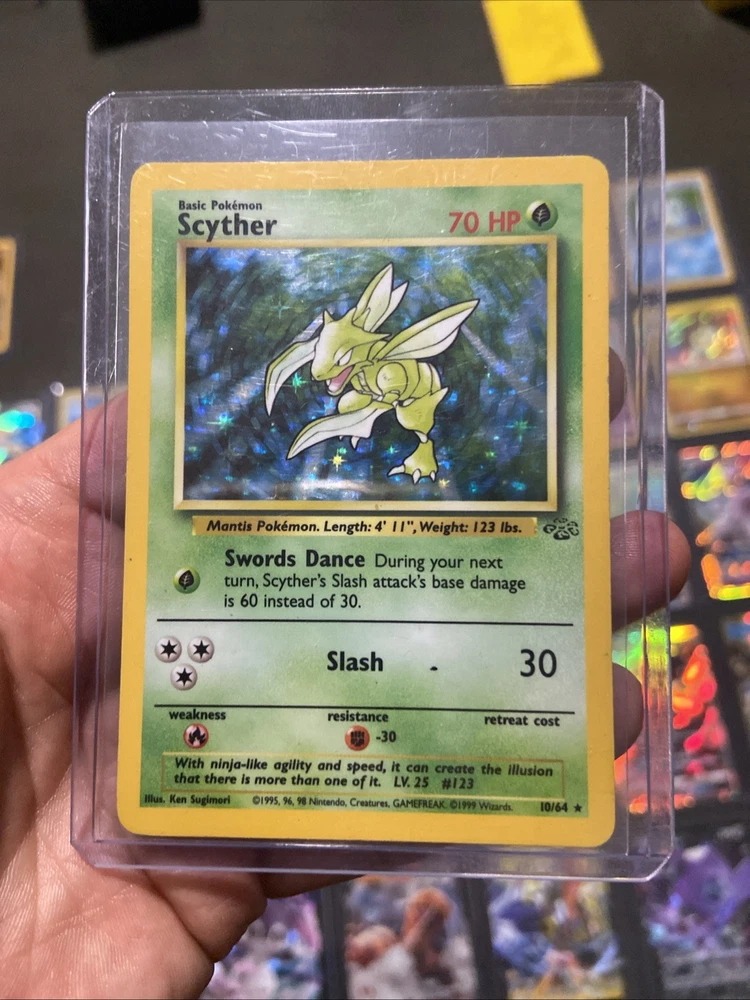 Basic Pokémon
Scyther
70 HP
Mantis Pokémon. Length: 4' 11", Weight: 123 lbs.
Swords Dance During your next
turn, Scyther's Slash attack's base damage
is 60 instead of 30.
Slash 30
weakness resistance retreat cost
-30
With ninja-like agility and speed, it can create the illusion
that there is more than one of it. LV. 25 #123
Illus. Ken Sugimori ©1995, 96, 98 Nintendo, Creatures, GAMEFREAK. ©1999 Wizards. 10/64 ★